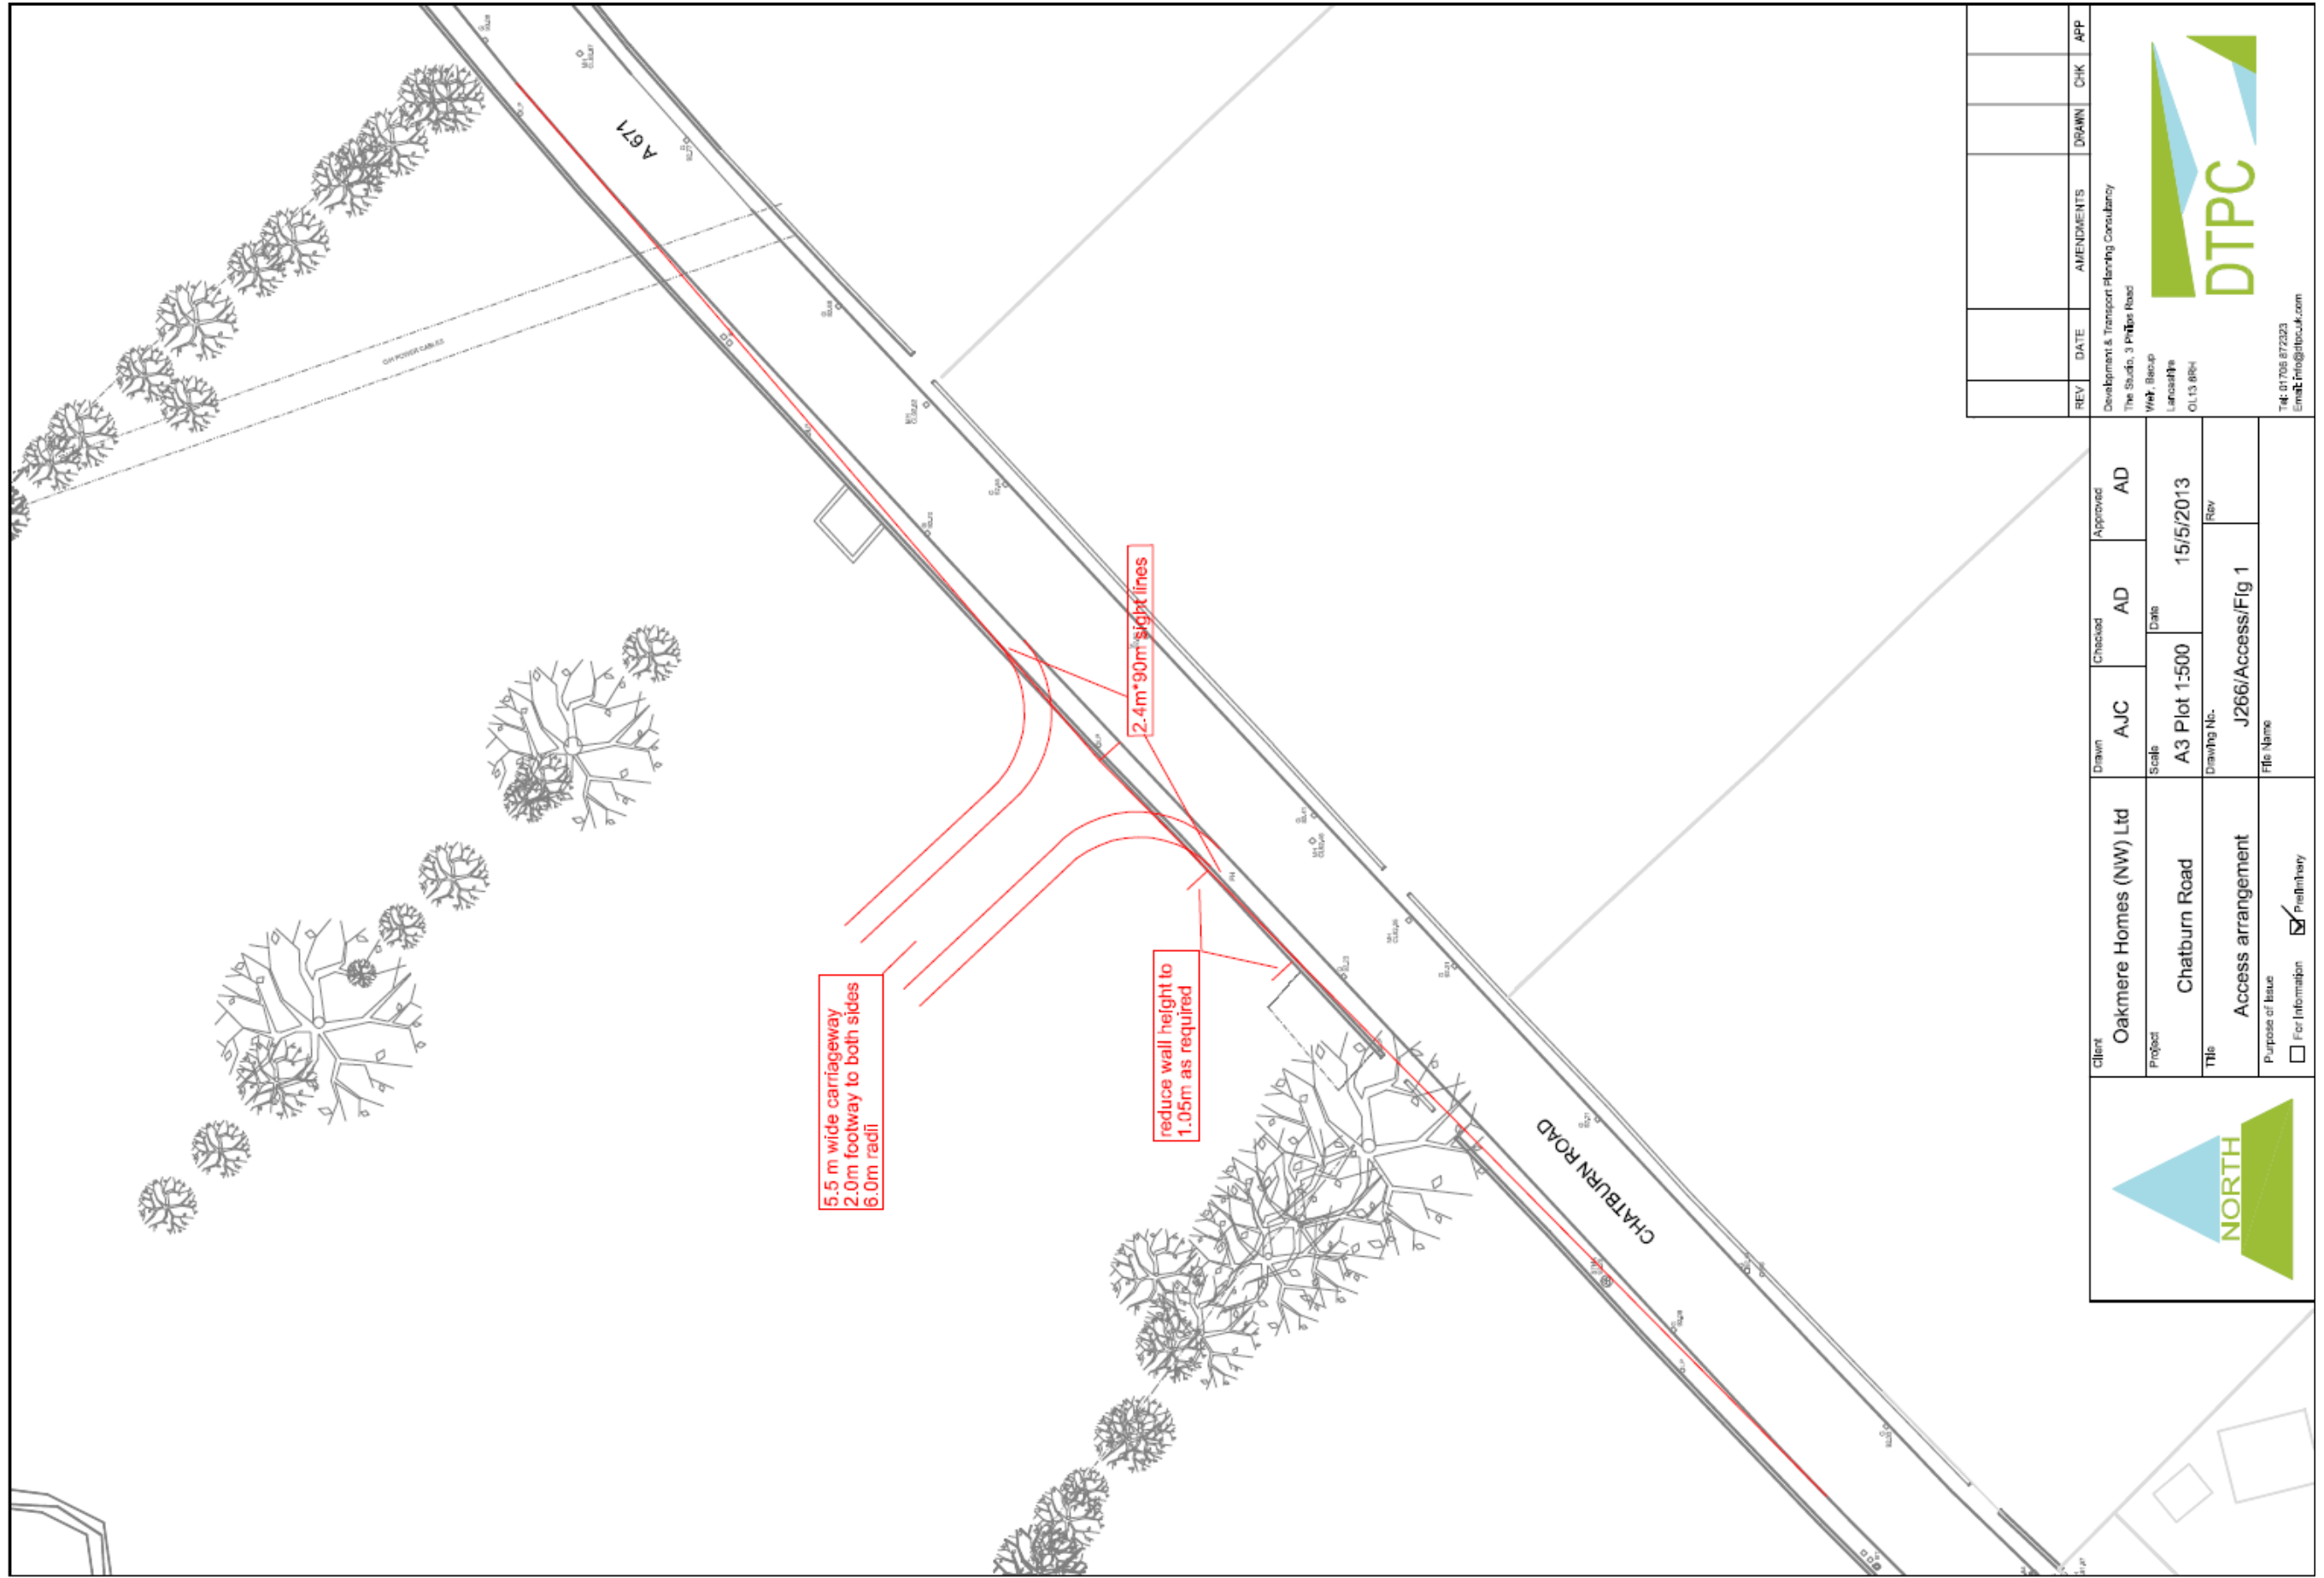 A 671
O/H POWER CABLES
2.4m*90m sight lines
5.5 m wide carriageway
2.0m footway to both sides
6.0m radii
reduce wall height to
1.05m as required
CHATBURN ROAD
REV DATE AMENDMENTS DRAWN CHK APP
Development & Transport Planning Consultancy
The Studio, 3 Philips Road
Weir, Bacup
Lancashire
OL13 8RH
DTPC
Tel: 01706 872323
Email: info@dtpcuk.com
Client
Oakmere Homes (NW) Ltd
Drawn
AJC
Checked
AD
Approved
AD
Project
Chatburn Road
Scale
A3 Plot 1:500
Date
15/5/2013
Title
Access arrangement
Drawing No.
J266/Access/Fig 1
Rev
Purpose of Issue
For Information
Preliminary
File Name
NORTH